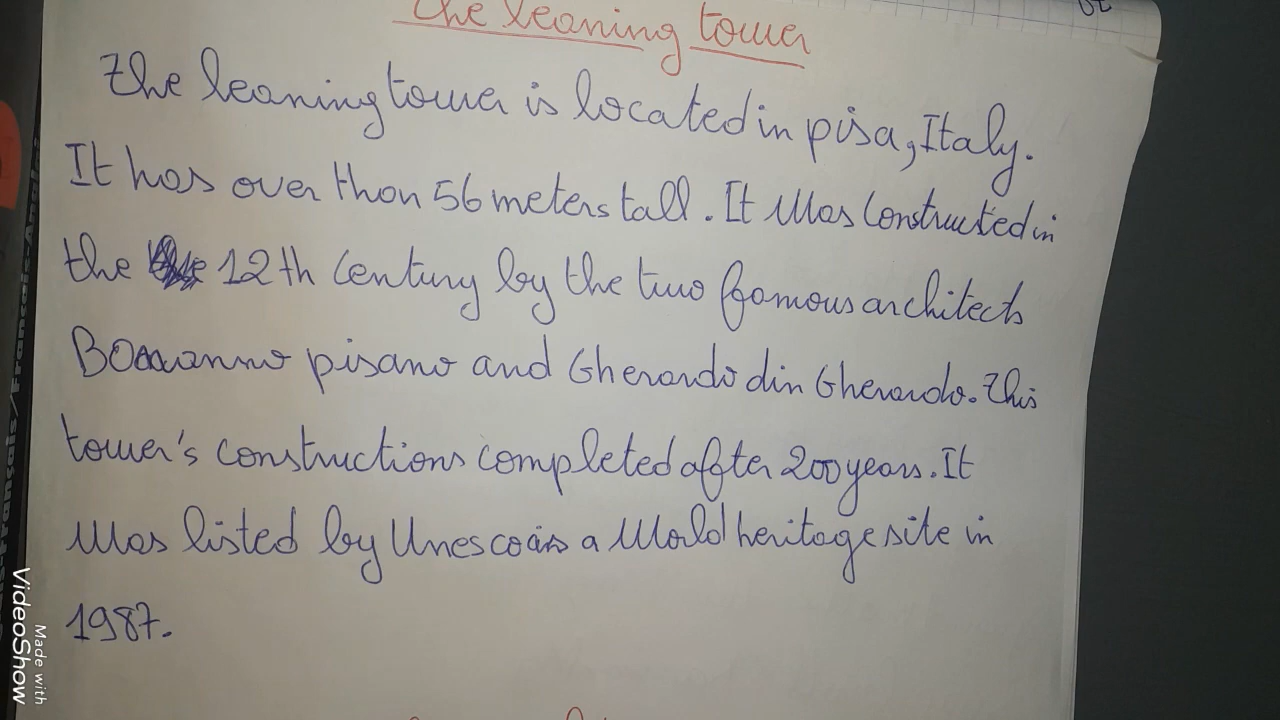 The leaning tower
The leaning tower is located in pisa, Italy.
It has over than 56 meters tall. It Was Constructed in
the 12th Century by the two famous architects
pisano and Gherardo din Gherardo. This
tower's constructions completed after 200 years. It
Was listed by Unesco as a World heritage site in
1987.
Made with
VideoShow